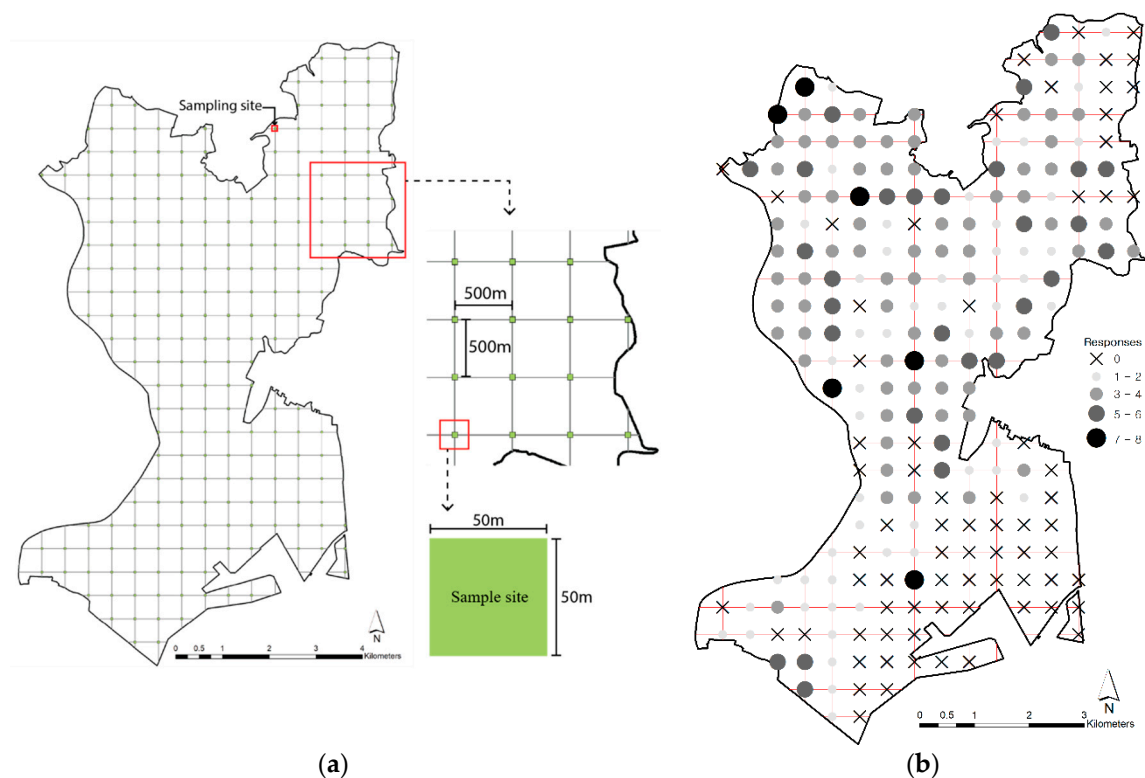 Sampling site
500m
500m
50m
Sample site
50m
N
0 0.5 1 2 3 4
Kilometers
(a)
Responses
0
1 – 2
3 – 4
5 – 6
7 – 8
N
0 0.5 1 2 3
Kilometers
(b)